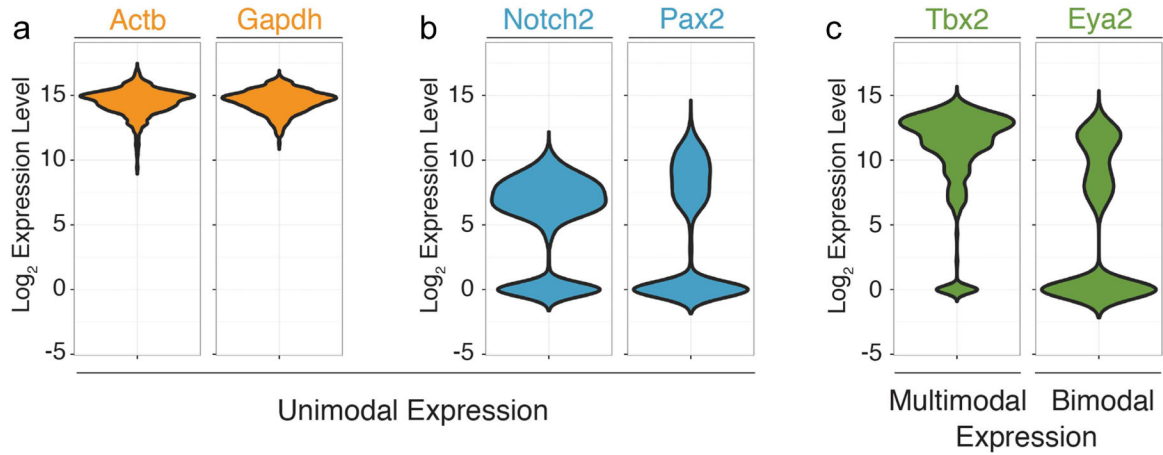 a
Actb
Gapdh
Log2 Expression Level
15
10
5
0
-5
b
Notch2
Pax2
Log2 Expression Level
15
10
5
0
-5
Unimodal Expression
c
Tbx2
Eya2
Log2 Expression Level
15
10
5
0
-5
Multimodal
Bimodal
Expression